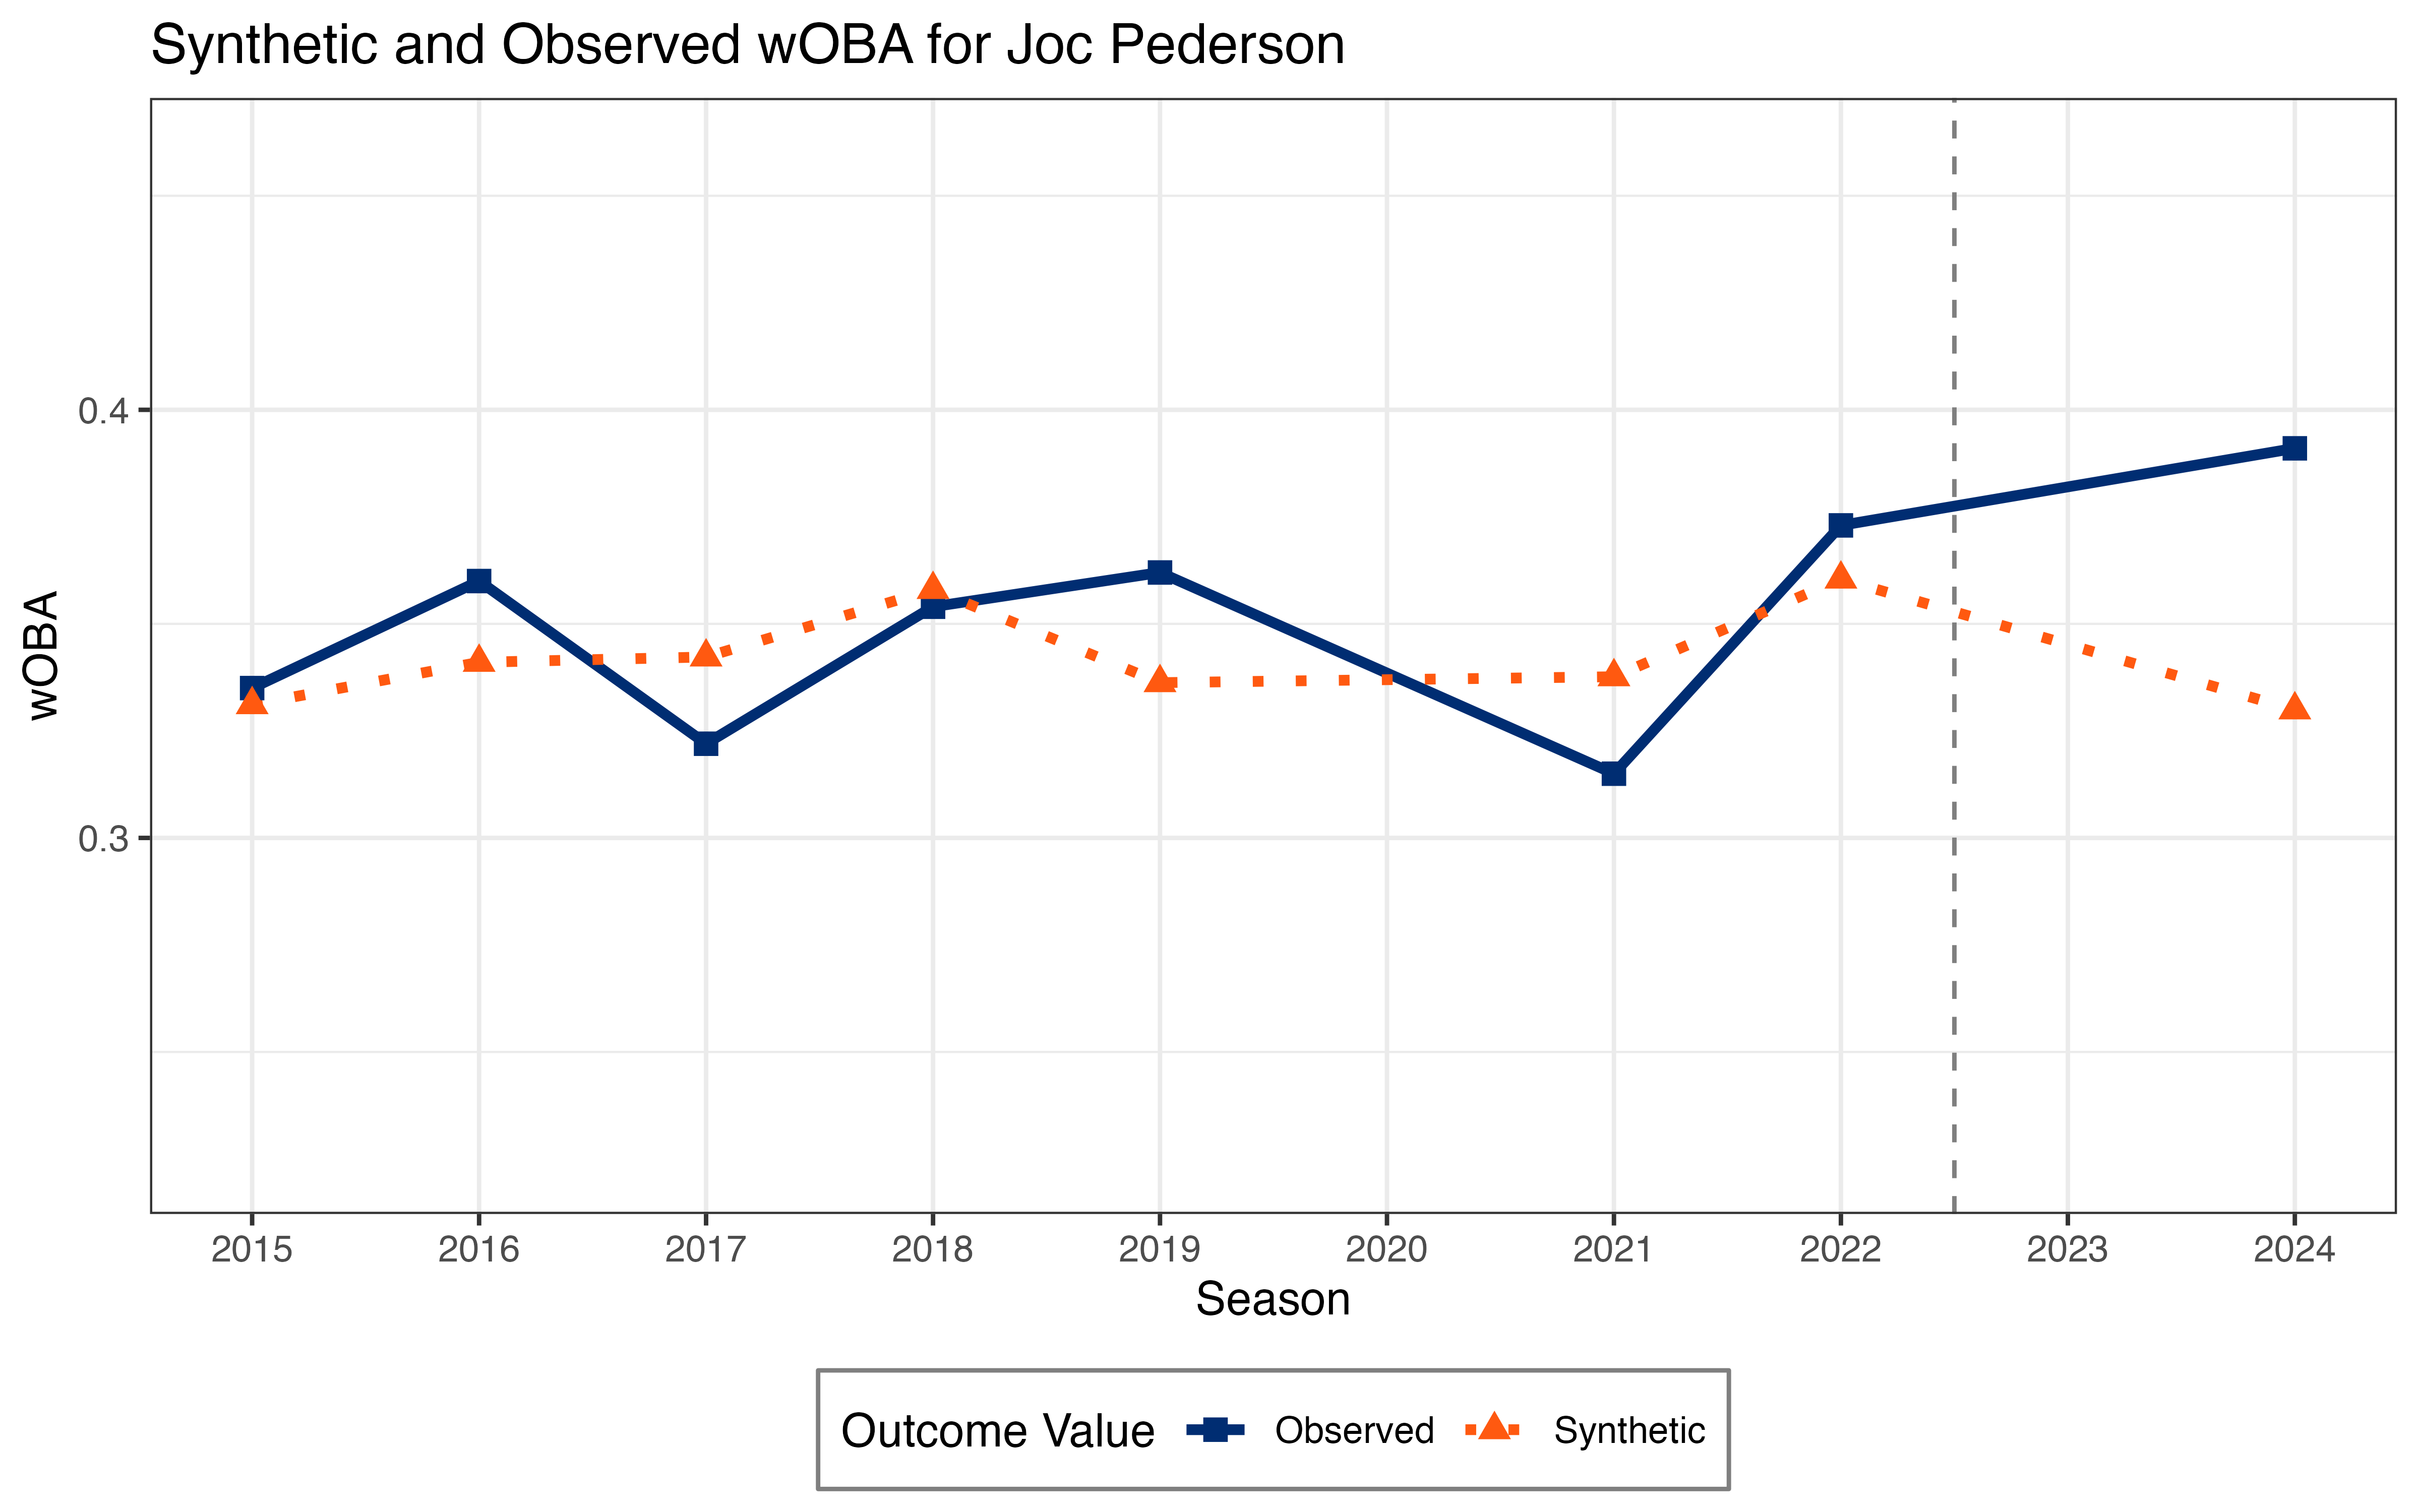 Synthetic and Observed wOBA for Joc Pederson
wOBA
0.4
0.3
2015 2016 2017 2018 2019 2020 2021 2022 2023 2024
Season
Outcome Value Observed Synthetic